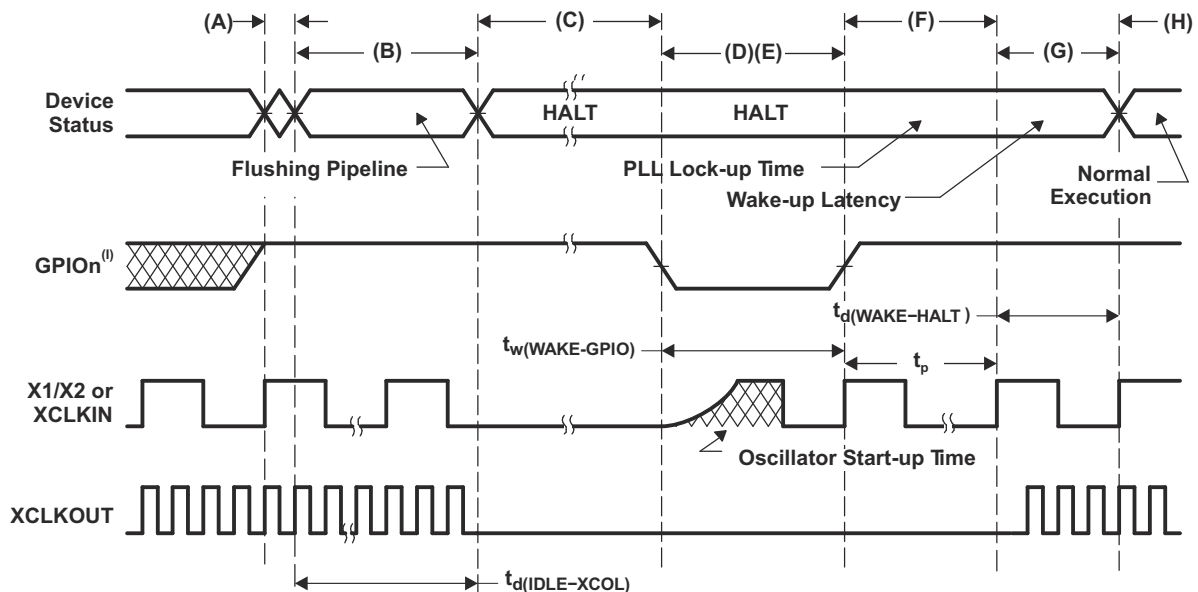 (A)
(C)
(F)
(H)
(B)
(D)(E)
(G)
Device
Status
HALT
HALT
Flushing Pipeline
PLL Lock-up Time
Wake-up Latency
Normal
Execution
GPIOn(I)
td(WAKE−HALT )
tw(WAKE-GPIO)
tp
X1/X2 or
XCLKIN
Oscillator Start-up Time
XCLKOUT
td(IDLE−XCOL)